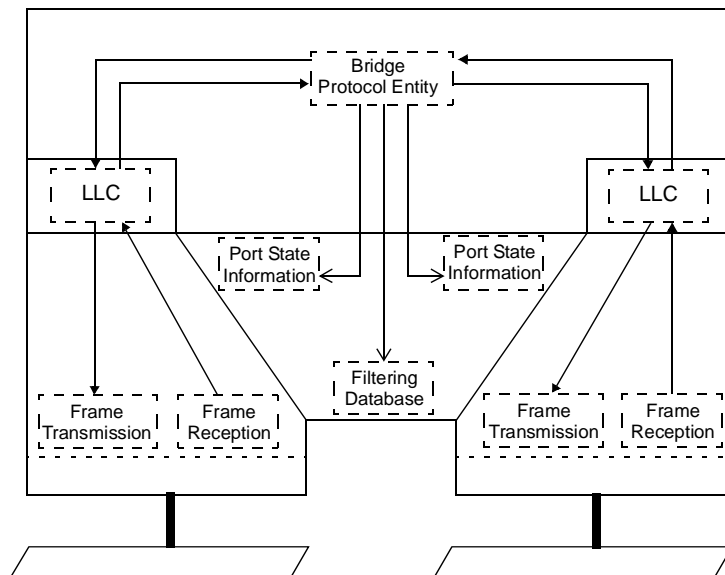 Bridge
Protocol Entity
LLC
LLC
Port State
Information
Port State
Information
Filtering
Database
Frame
Transmission
Frame
Reception
Frame
Transmission
Frame
Reception